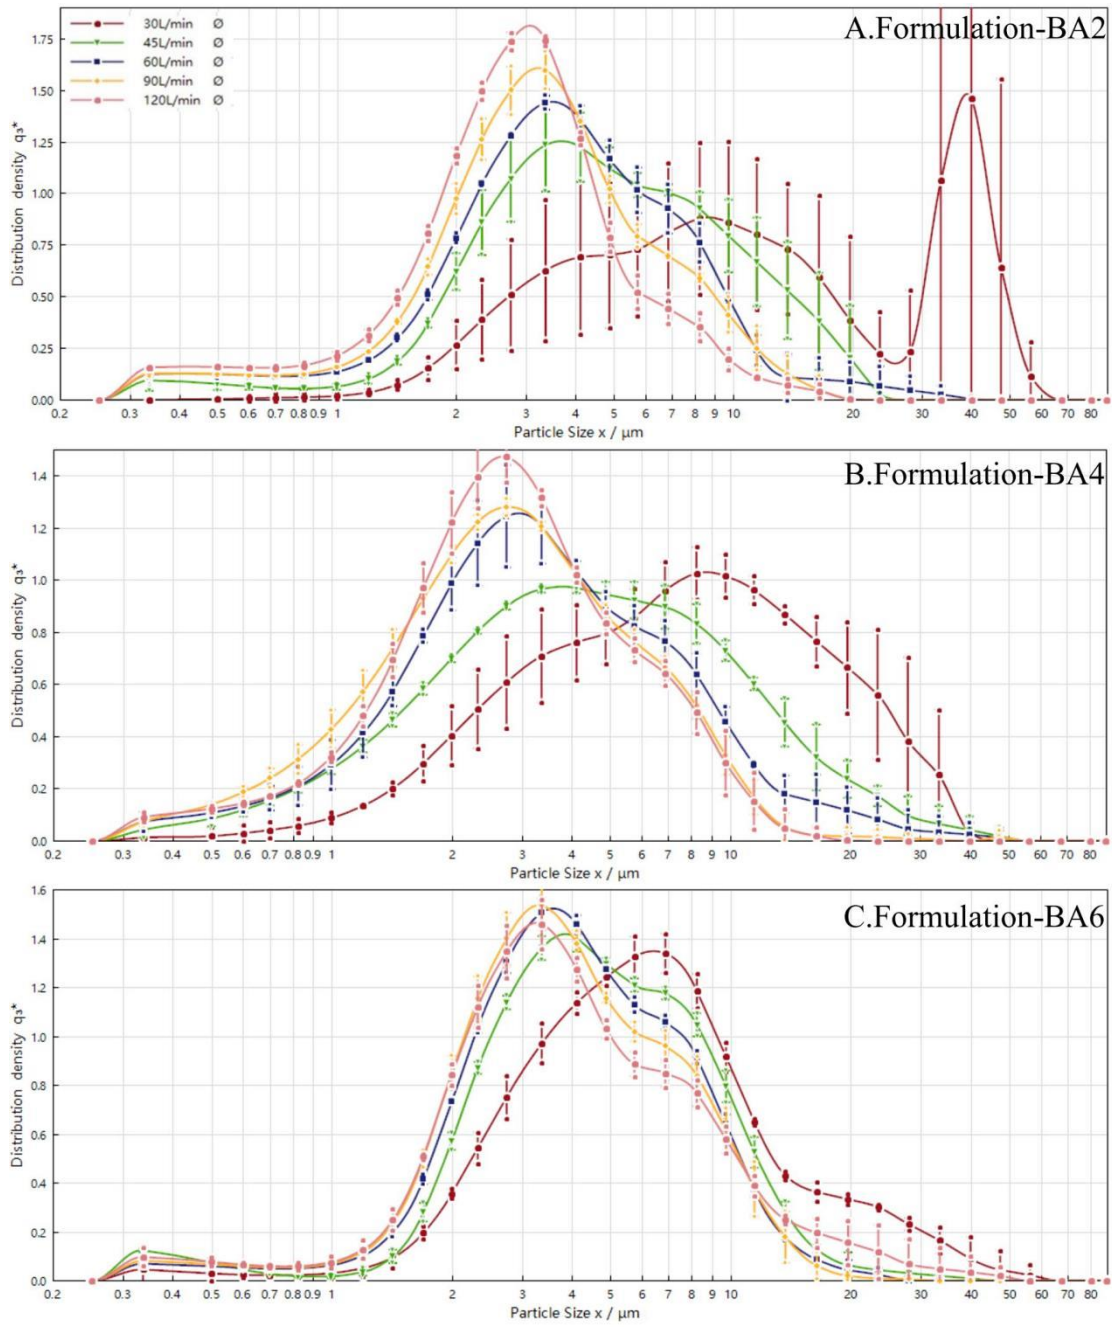 A.Formulation-BA2
30L/min Ø
45L/min Ø
60L/min Ø
90L/min Ø
120L/min Ø
Distribution density q₃*
1.75
1.50
1.25
1.00
0.75
0.50
0.25
0.00
0.2 0.3 0.4 0.5 0.6 0.7 0.8 0.9 1 2 3 4 5 6 7 8 9 10 20 30 40 50 60 70 80
Particle Size x / µm
B.Formulation-BA4
Distribution density q₃*
1.4
1.2
1.0
0.8
0.6
0.4
0.2
0.0
0.2 0.3 0.4 0.5 0.6 0.7 0.8 0.9 1 2 3 4 5 6 7 8 9 10 20 30 40 50 60 70 80
Particle Size x / µm
C.Formulation-BA6
Distribution density q₃*
1.6
1.4
1.2
1.0
0.8
0.6
0.4
0.2
0.0
0.2 0.3 0.4 0.5 0.6 0.7 0.8 0.9 1 2 3 4 5 6 7 8 9 10 20 30 40 50 60 70 80
Particle Size x / µm